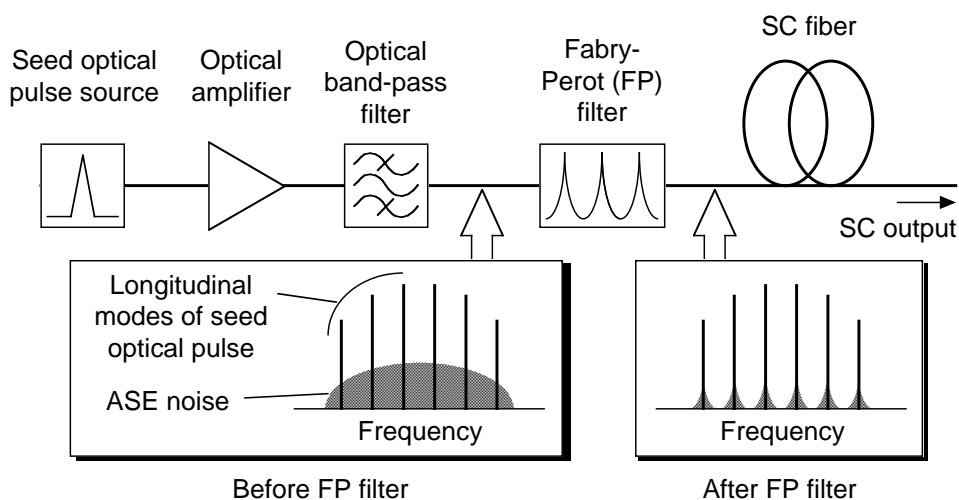 Seed optical
pulse source
Optical
amplifier
Optical
band-pass
filter
Fabry-
Perot (FP)
filter
SC fiber
SC output
Longitudinal
modes of seed
optical pulse
ASE noise
Frequency
Before FP filter
Frequency
After FP filter